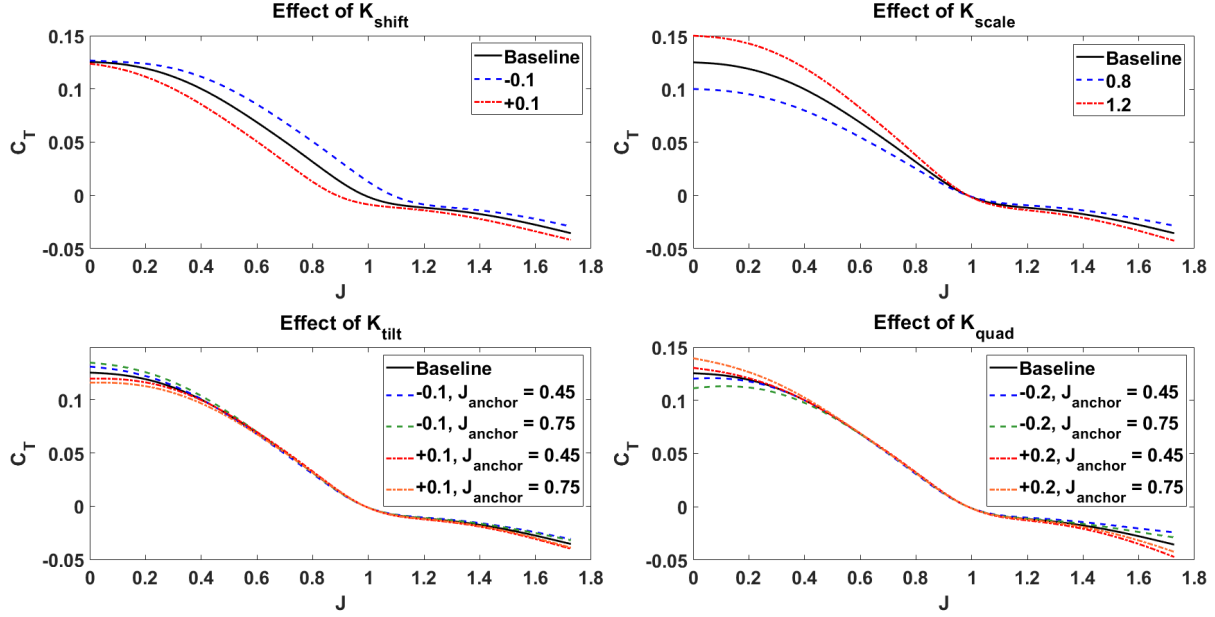 Effect of K_shift
0.15
0.1
0.05
0
-0.05
C_T
0 0.2 0.4 0.6 0.8 1 1.2 1.4 1.6 1.8
J
Baseline
-0.1
+0.1
Effect of K_scale
0.15
0.1
0.05
0
-0.05
C_T
0 0.2 0.4 0.6 0.8 1 1.2 1.4 1.6 1.8
J
Baseline
0.8
1.2
Effect of K_tilt
0.1
0.05
0
-0.05
C_T
0 0.2 0.4 0.6 0.8 1 1.2 1.4 1.6 1.8
J
Baseline
-0.1, J_anchor = 0.45
-0.1, J_anchor = 0.75
+0.1, J_anchor = 0.45
+0.1, J_anchor = 0.75
Effect of K_quad
0.15
0.1
0.05
0
-0.05
C_T
0 0.2 0.4 0.6 0.8 1 1.2 1.4 1.6 1.8
J
Baseline
-0.2, J_anchor = 0.45
-0.2, J_anchor = 0.75
+0.2, J_anchor = 0.45
+0.2, J_anchor = 0.75